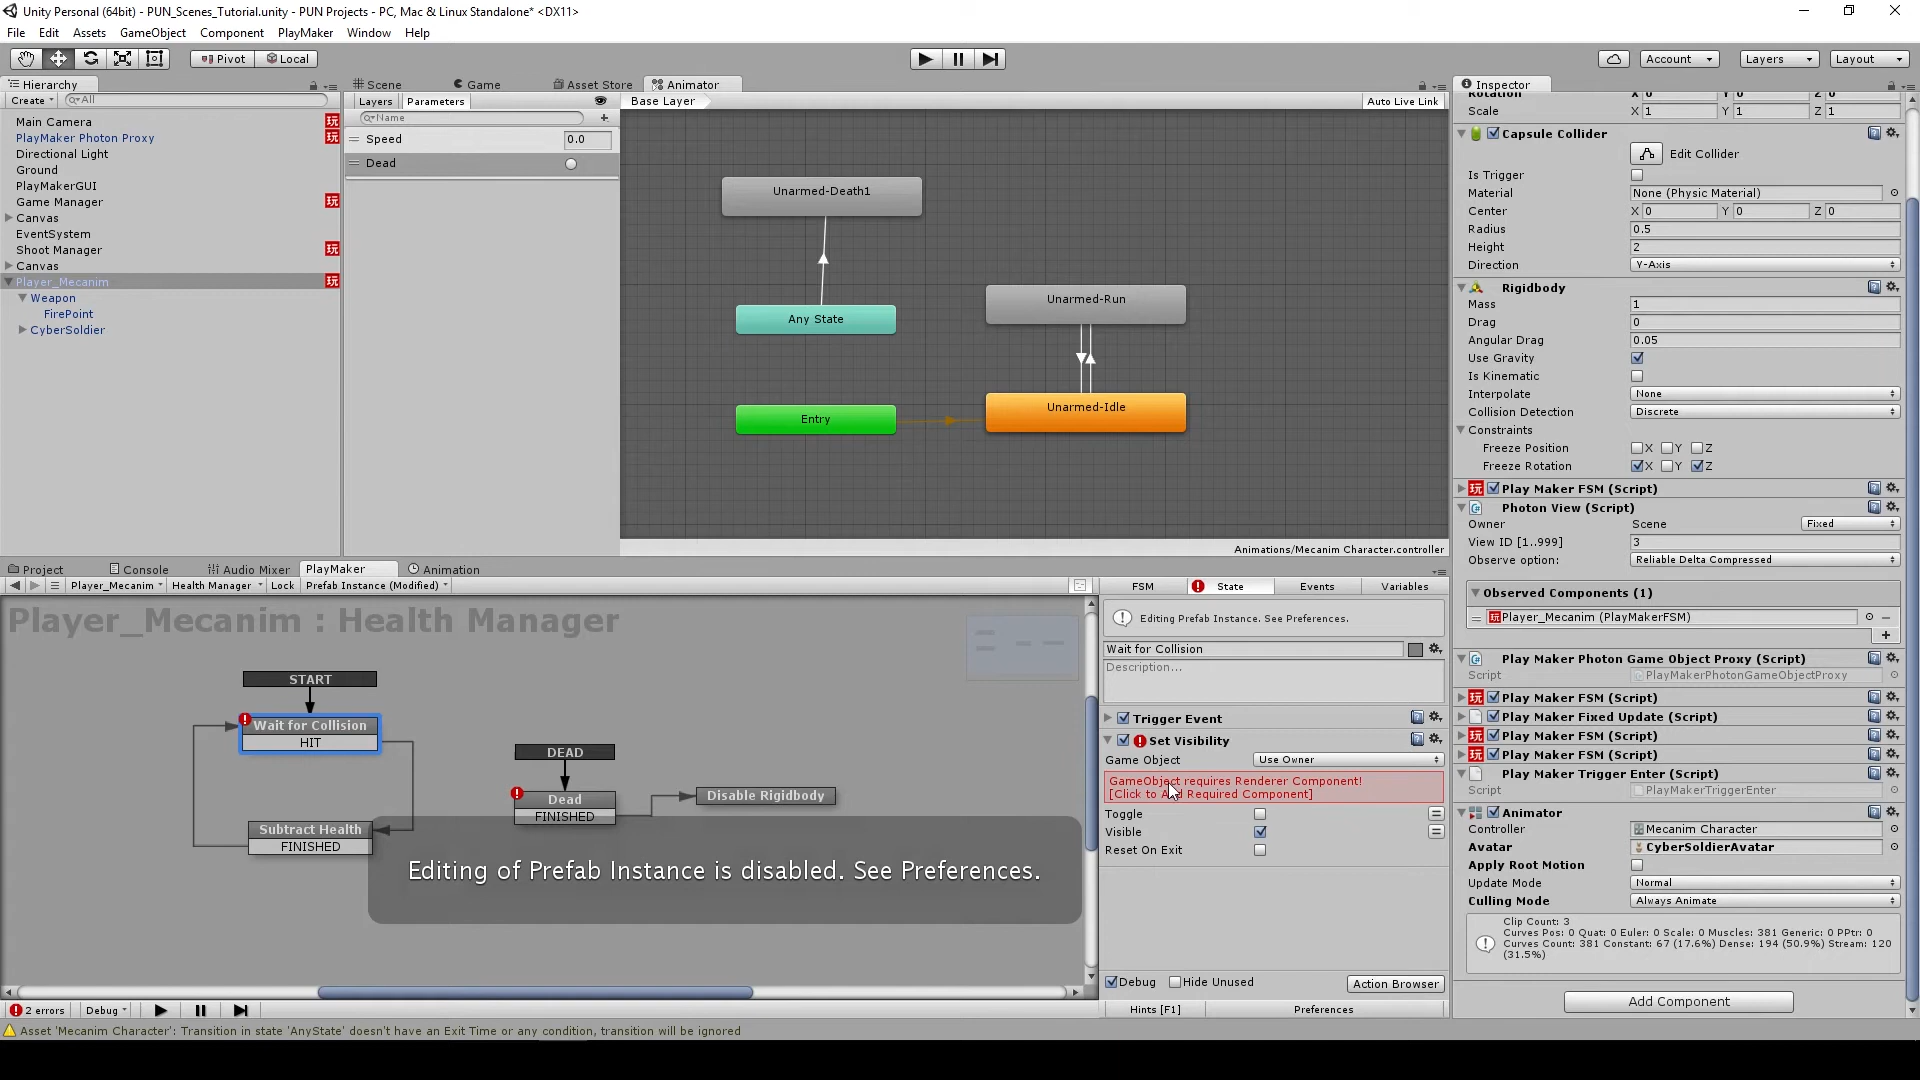 Unity Personal (64bit) - PUN_Scenes_Tutorial.unity - PUN Projects - PC, Mac & Linux Standalone* <DX11>
File Edit Assets GameObject Component PlayMaker Window Help
Pivot Local Account Layers Layout
Hierarchy
Create All
Main Camera
PlayMaker Photon Proxy
Directional Light
Ground
PlayMakerGUI
Game Manager
Canvas
EventSystem
Shoot Manager
Canvas
Player_Mecanim
Weapon
FirePoint
CyberSoldier
Scene Game Asset Store Animator
Layers Parameters Base Layer Auto Live Link
Name
Speed 0.0
Dead
Unarmed-Death1
Any State
Unarmed-Run
Entry
Unarmed-Idle
Animations/Mecanim Character.controller
Inspector
Rotation X 0 Y 0 Z 0
Scale X 1 Y 1 Z 1
Capsule Collider
Edit Collider
Is Trigger
Material None (Physic Material)
Center X 0 Y 0 Z 0
Radius 0.5
Height 2
Direction Y-Axis
Rigidbody
Mass 1
Drag 0
Angular Drag 0.05
Use Gravity
Is Kinematic
Interpolate None
Collision Detection Discrete
Constraints
Freeze Position X Y Z
Freeze Rotation X Y Z
Play Maker FSM (Script)
Photon View (Script)
Owner Scene Fixed
View ID [1..999] 3
Observe option: Reliable Delta Compressed
Observed Components (1)
Player_Mecanim (PlayMakerFSM)
Play Maker Photon Game Object Proxy (Script)
Script PlayMakerPhotonGameObjectProxy
Play Maker FSM (Script)
Play Maker Fixed Update (Script)
Play Maker FSM (Script)
Play Maker FSM (Script)
Play Maker Trigger Enter (Script)
Script PlayMakerTriggerEnter
Animator
Controller Mecanim Character
Avatar CyberSoldierAvatar
Apply Root Motion
Update Mode Normal
Culling Mode Always Animate
Clip Count: 3
Curves Pos: 0 Quat: 0 Euler: 0 Scale: 0 Muscles: 381 Generic: 0 PPtr: 0
Curves Count: 381 Constant: 67 (17.6%) Dense: 194 (50.9%) Stream: 120
(31.5%)
Add Component
Project Console Audio Mixer PlayMaker Animation
Player_Mecanim Health Manager Lock Prefab Instance (Modified)
Player_Mecanim : Health Manager
START
Wait for Collision
HIT
Subtract Health
FINISHED
DEAD
Dead
FINISHED
Disable Rigidbody
Editing of Prefab Instance is disabled. See Preferences.
FSM State Events Variables
Editing Prefab Instance. See Preferences.
Wait for Collision
Description...
Trigger Event
Set Visibility
Game Object Use Owner
GameObject requires Renderer Component!
[Click to Add Required Component]
Toggle
Visible
Reset On Exit
Debug Hide Unused Action Browser
Hints [F1] Preferences
2 errors Debug
Asset 'Mecanim Character': Transition in state 'AnyState' doesn't have an Exit Time or any condition, transition will be ignored